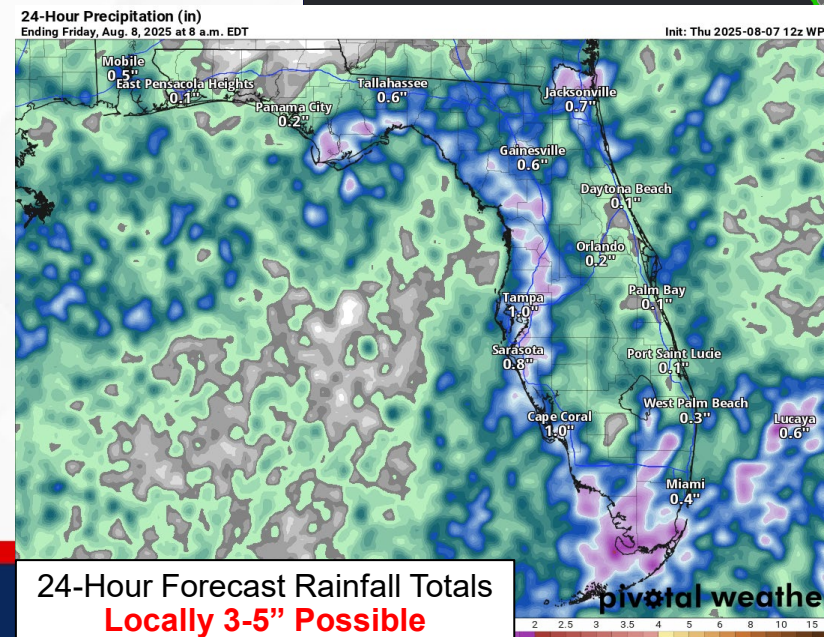 24-Hour Precipitation (in)
Ending Friday, Aug. 8, 2025 at 8 a.m. EDT
Init: Thu 2025-08-07 12z WP
Mobile
0.5"
East Pensacola Heights
0.1"
Panama City
0.2"
Tallahassee
0.6"
Jacksonville
0.7"
Gainesville
0.6"
Daytona Beach
0.1"
Orlando
0.2"
Palm Bay
0.1"
Tampa
1.0"
Sarasota
0.8"
Port Saint Lucie
0.1"
West Palm Beach
0.3"
Cape Coral
1.0"
Lucaya
0.6"
Miami
0.4"
pivotal weathe
24-Hour Forecast Rainfall Totals
Locally 3-5” Possible
2 2.5 3 3.5 4 5 6 8 10 15